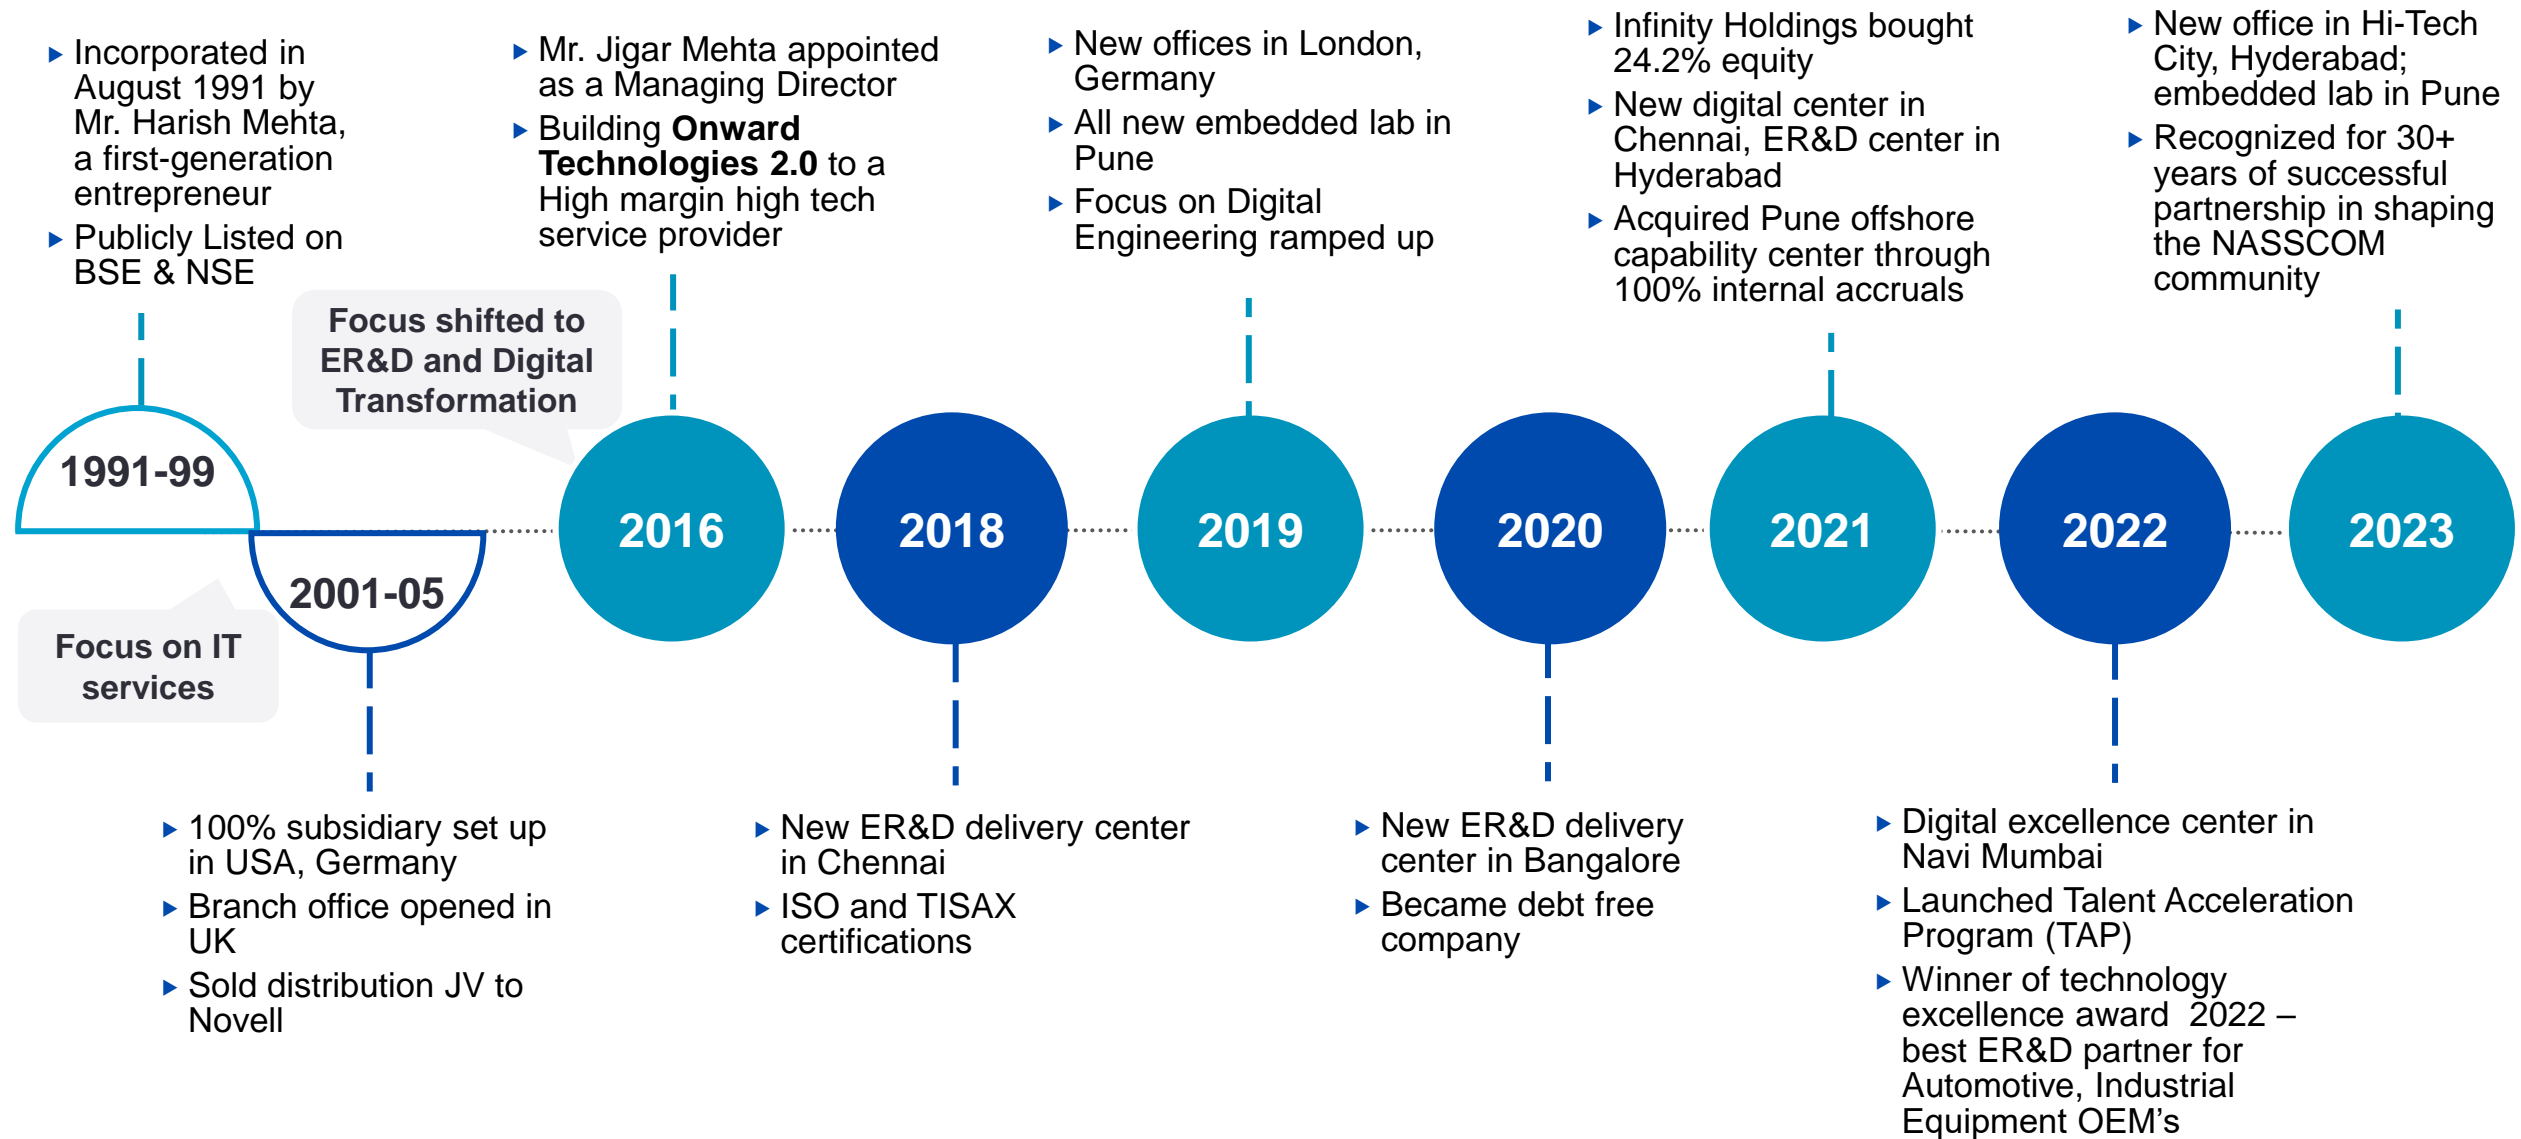 Incorporated in
August 1991 by
Mr. Harish Mehta,
a first-generation
entrepreneur
Publicly Listed on
BSE & NSE
Mr. Jigar Mehta appointed
as a Managing Director
Building Onward
Technologies 2.0 to a
High margin high tech
service provider
New offices in London,
Germany
All new embedded lab in
Pune
Focus on Digital
Engineering ramped up
Infinity Holdings bought
24.2% equity
New digital center in
Chennai, ER&D center in
Hyderabad
Acquired Pune offshore
capability center through
100% internal accruals
New office in Hi-Tech
City, Hyderabad;
embedded lab in Pune
Recognized for 30+
years of successful
partnership in shaping
the NASSCOM
community
Focus shifted to
ER&D and Digital
Transformation
1991-99
2001-05
2016
2018
2019
2020
2021
2022
2023
Focus on IT
services
100% subsidiary set up
in USA, Germany
Branch office opened in
UK
Sold distribution JV to
Novell
New ER&D delivery center
in Chennai
ISO and TISAX
certifications
New ER&D delivery
center in Bangalore
Became debt free
company
Digital excellence center in
Navi Mumbai
Launched Talent Acceleration
Program (TAP)
Winner of technology
excellence award  2022 –
best ER&D partner for
Automotive, Industrial
Equipment OEM's